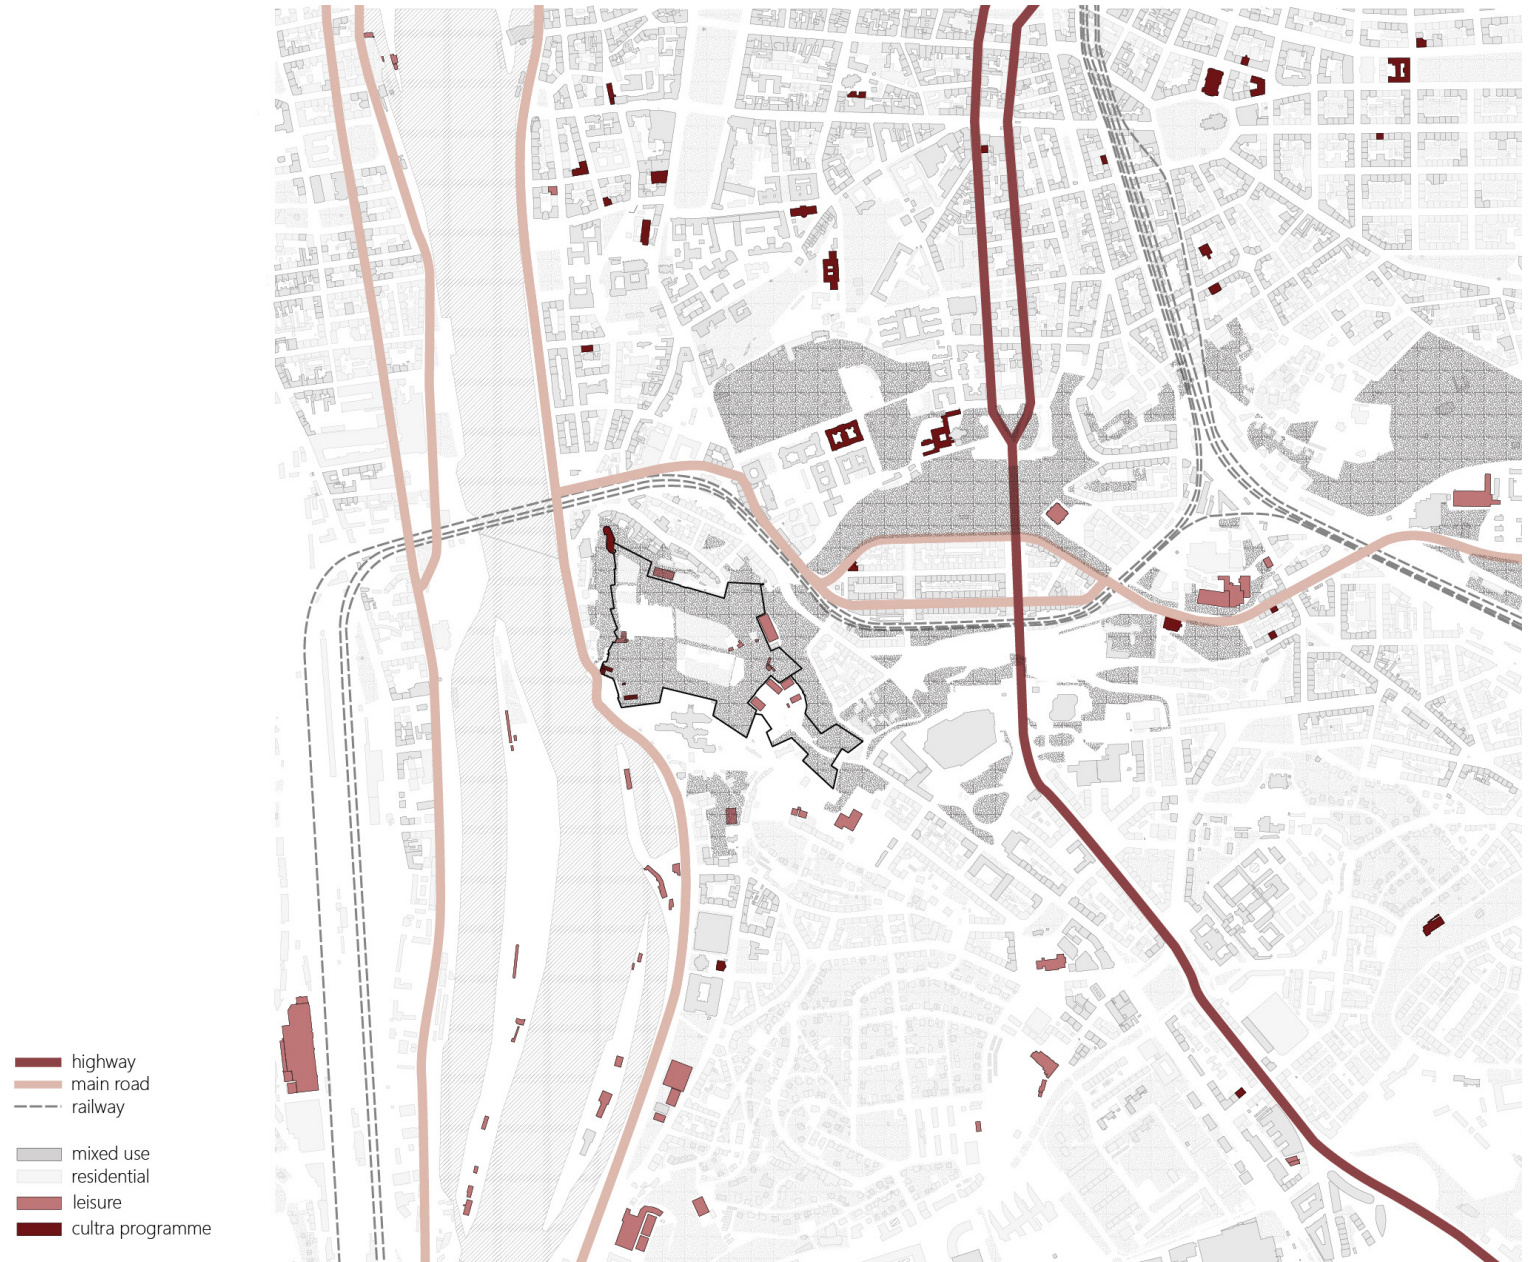 highway
main road
railway
mixed use
residential
leisure
cultra programme